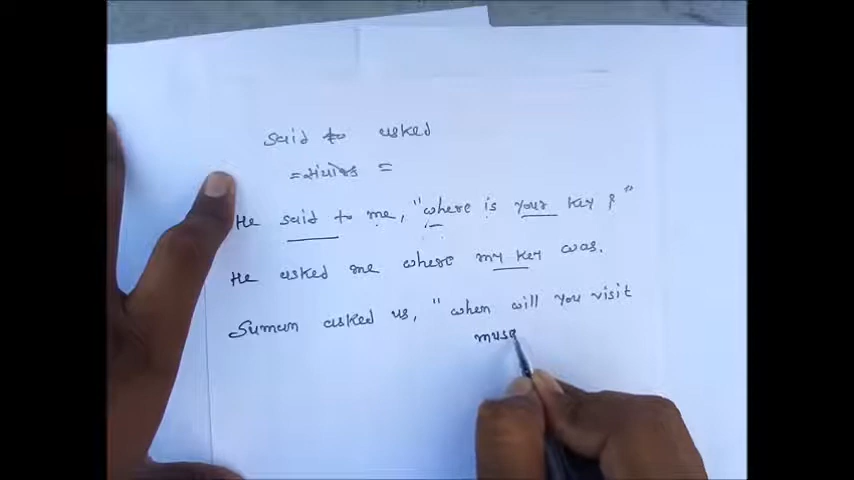 said to asked
= સંયોજક =
He said to me, "where is your key ?"
He asked me where my key was.
Suman asked us, "when will you visit
muse